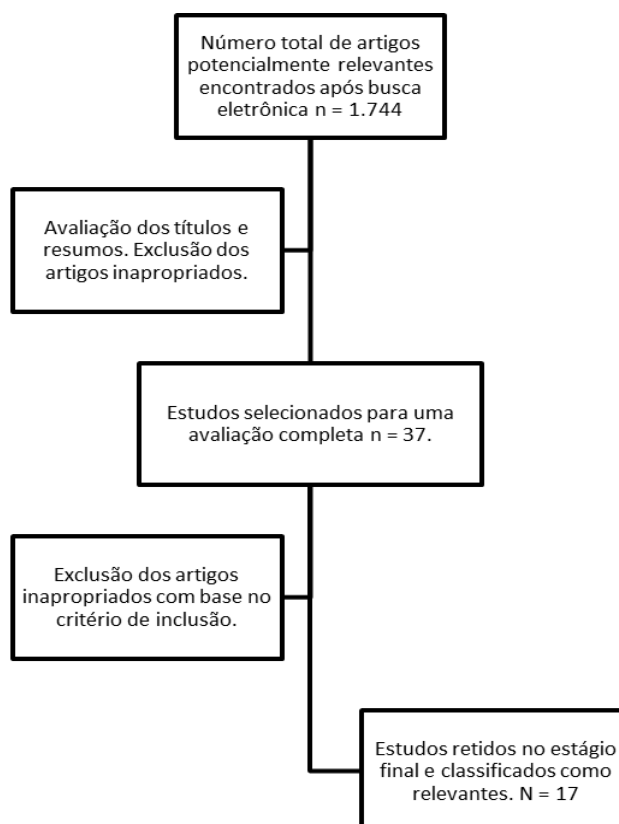 Número total de artigos
potencialmente relevantes
encontrados após busca
eletrônica n = 1.744
Avaliação dos títulos e
resumos. Exclusão dos
artigos inapropriados.
Estudos selecionados para uma
avaliação completa n = 37.
Exclusão dos artigos
inapropriados com base no
critério de inclusão.
Estudos retidos no estágio
final e classificados como
relevantes. N = 17